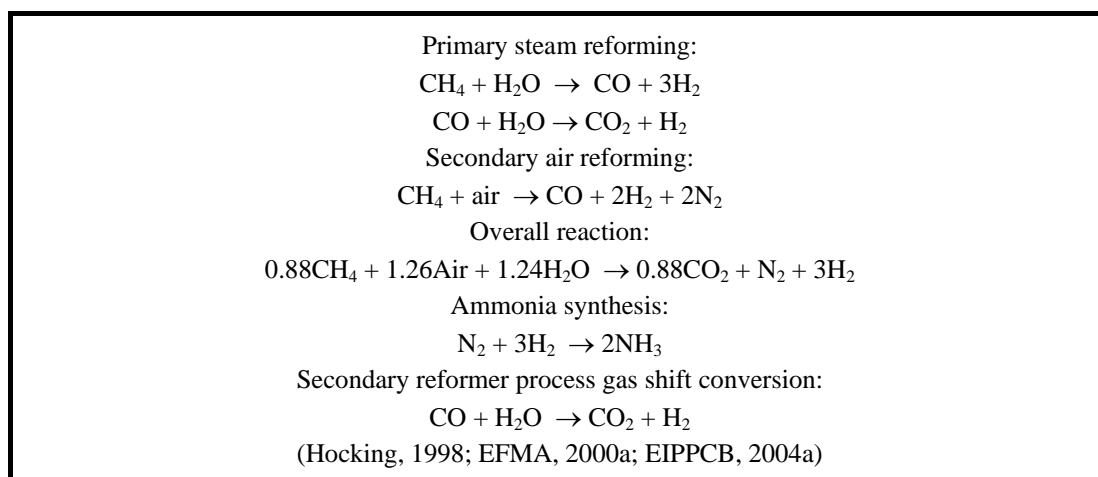 Primary steam reforming:
CH₄ + H₂O → CO + 3H₂
CO + H₂O → CO₂ + H₂
Secondary air reforming:
CH₄ + air → CO + 2H₂ + 2N₂
Overall reaction:
0.88CH₄ + 1.26Air + 1.24H₂O → 0.88CO₂ + N₂ + 3H₂
Ammonia synthesis:
N₂ + 3H₂ → 2NH₃
Secondary reformer process gas shift conversion:
CO + H₂O → CO₂ + H₂
(Hocking, 1998; EFMA, 2000a; EIPPCB, 2004a)